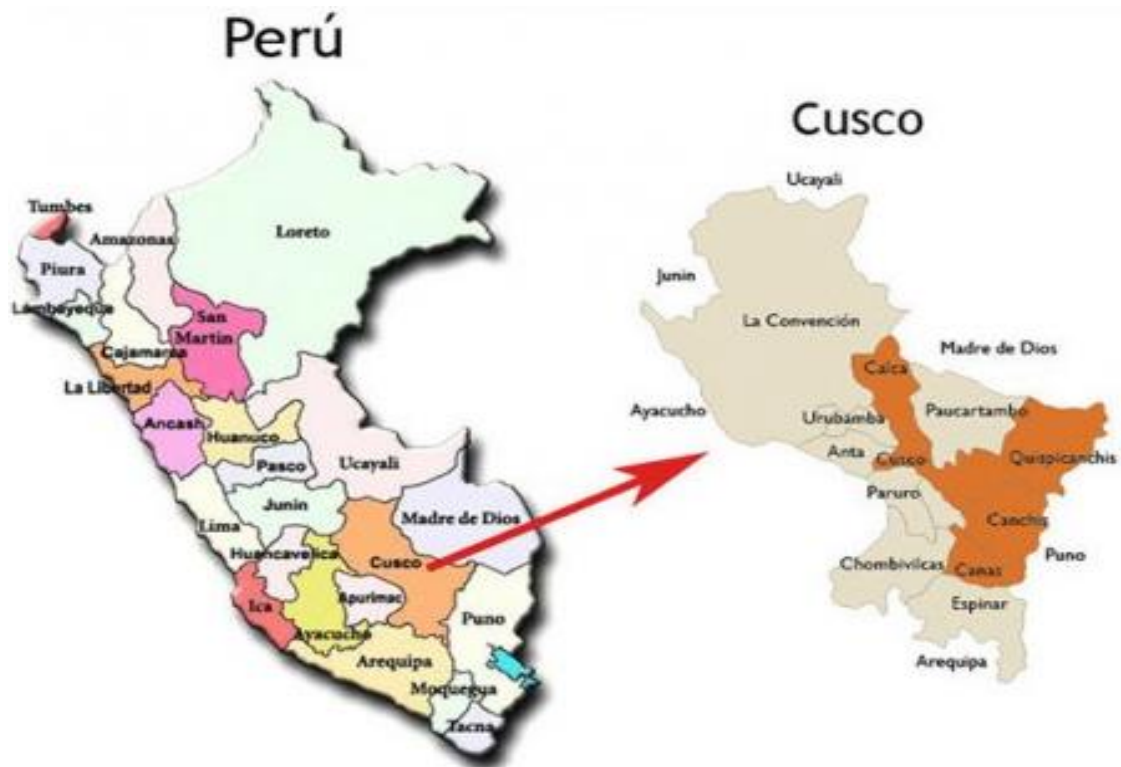 Perú
Tumbes
Amazonas
Loreto
Piura
Lambayeque
San
Martin
Cajamarca
La Libertad
Ancash
Huanuco
Pasco
Ucayali
Junin
Lima
Madre de Dios
Huancavelica
Cusco
Ica
Apurimac
Ayacucho
Puno
Arequipa
Moquegua
Tacna
Cusco
Ucayali
Junin
La Convención
Madre de Dios
Calca
Ayacucho
Urubamba
Paucartambo
Anta
Cusco
Quispicanchis
Paruro
Canchis
Puno
Chombivilcas
Canas
Espinar
Arequipa